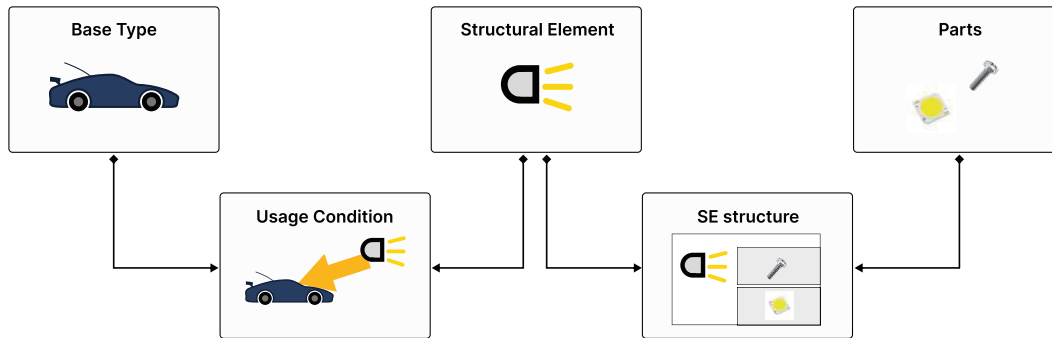 Base Type
Structural Element
Parts
Usage Condition
SE structure